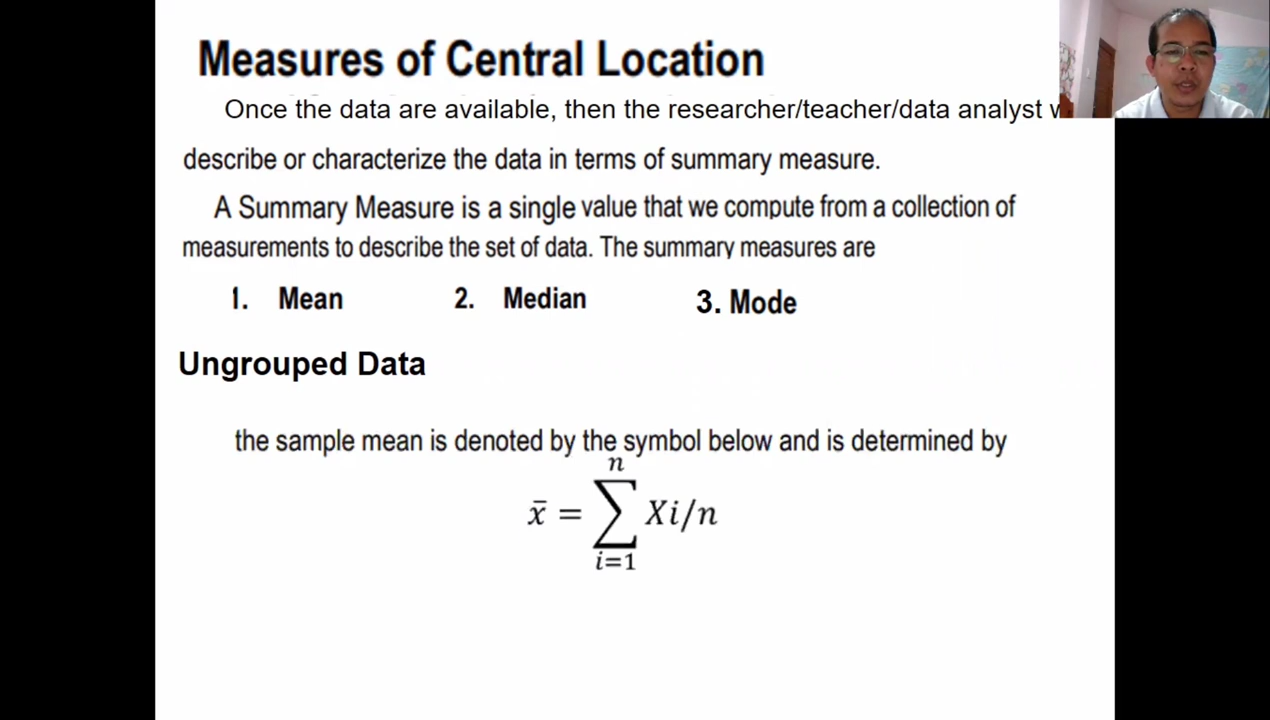 Measures of Central Location
Once the data are available, then the researcher/teacher/data analyst
describe or characterize the data in terms of summary measure.
A Summary Measure is a single value that we compute from a collection of
measurements to describe the set of data. The summary measures are
1. Mean 2. Median 3. Mode
Ungrouped Data
the sample mean is denoted by the symbol below and is determined by
n
x̄ = ∑ Xi/n
i=1